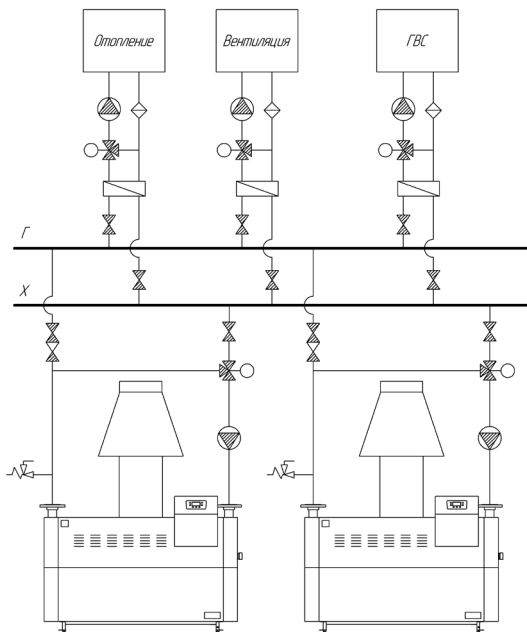 Отопление
Вентиляция
ГВС
Г
Х